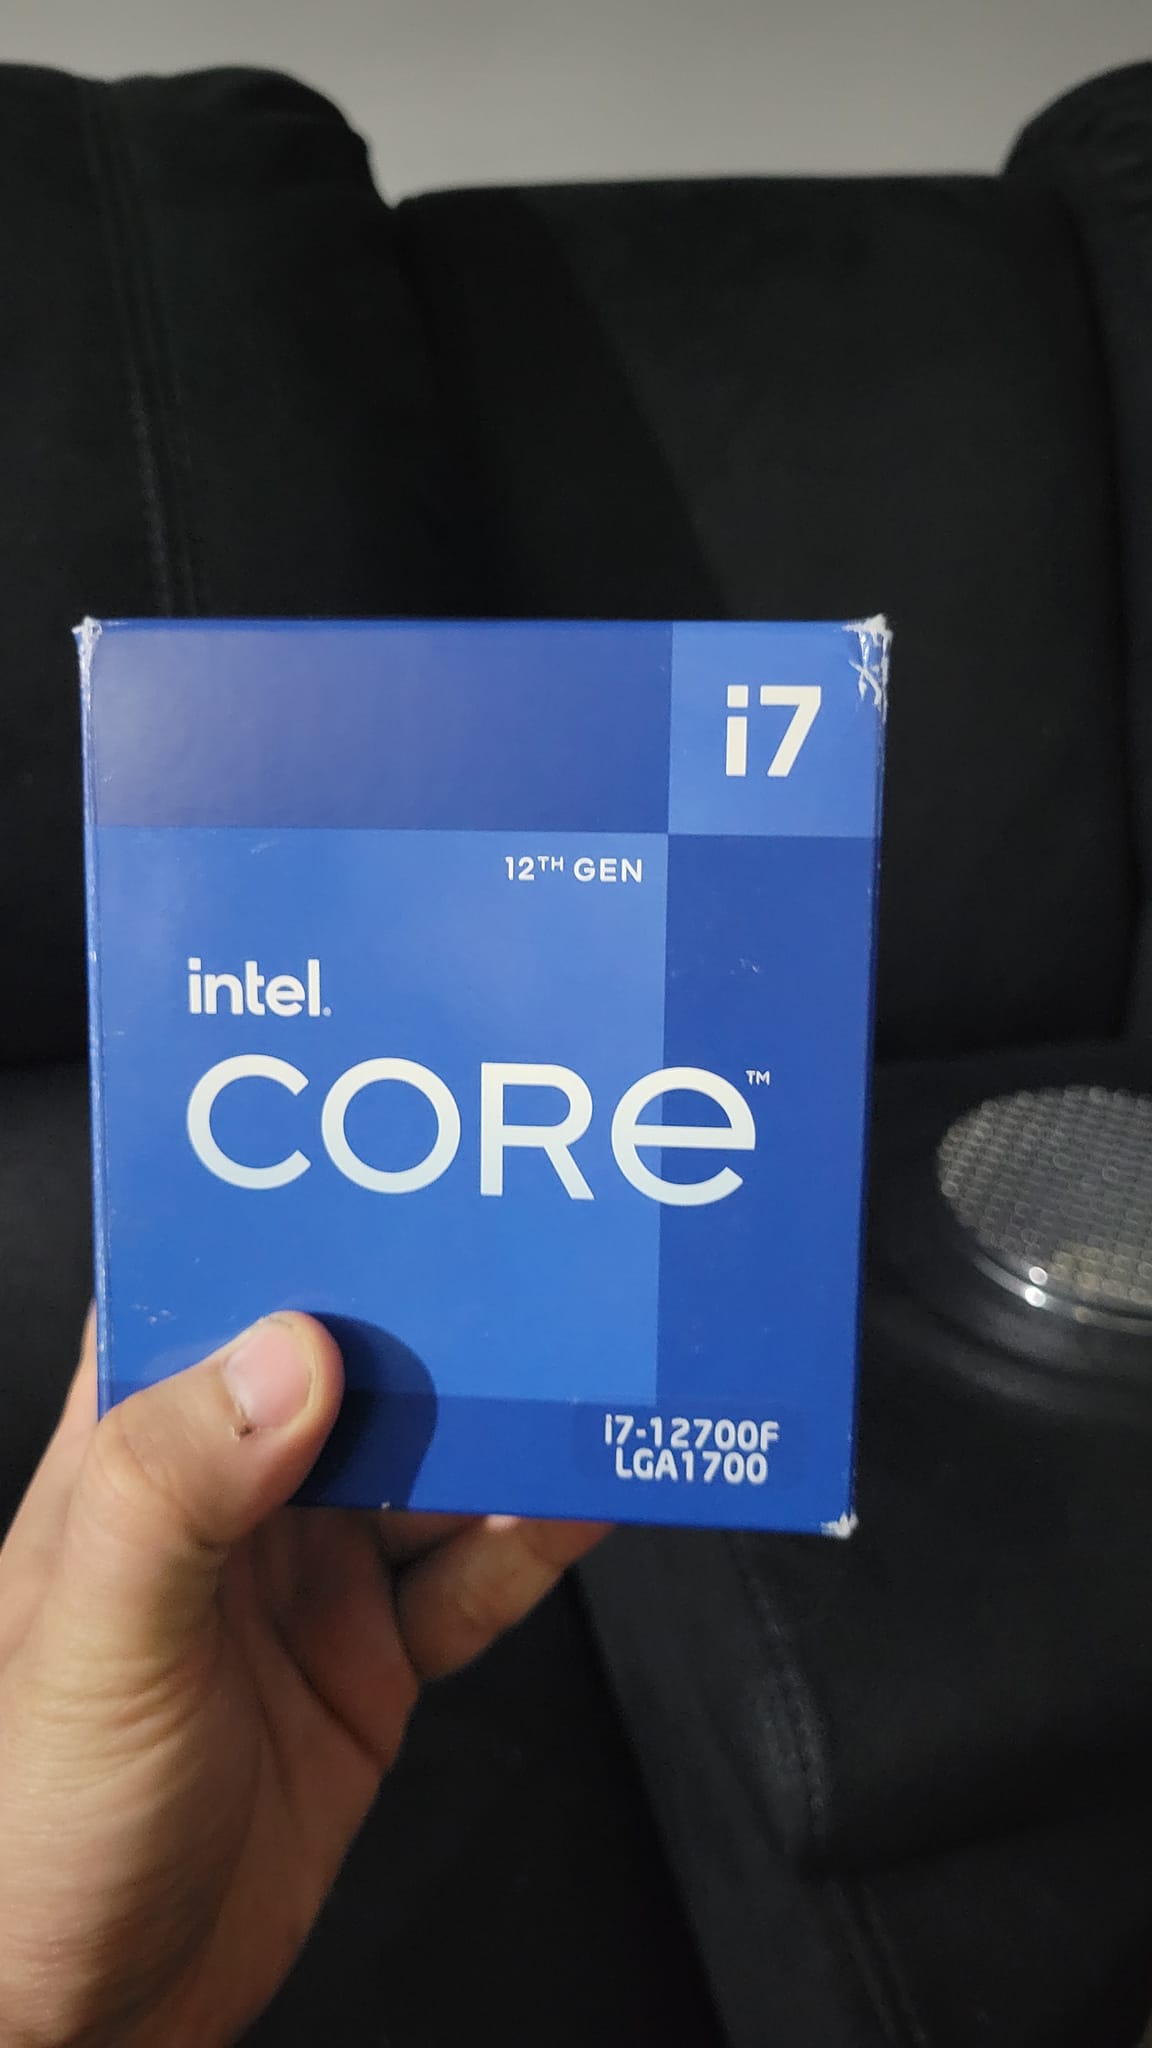 i7
12TH GEN
intel.
CORE™
i7-12700F
LGA1700